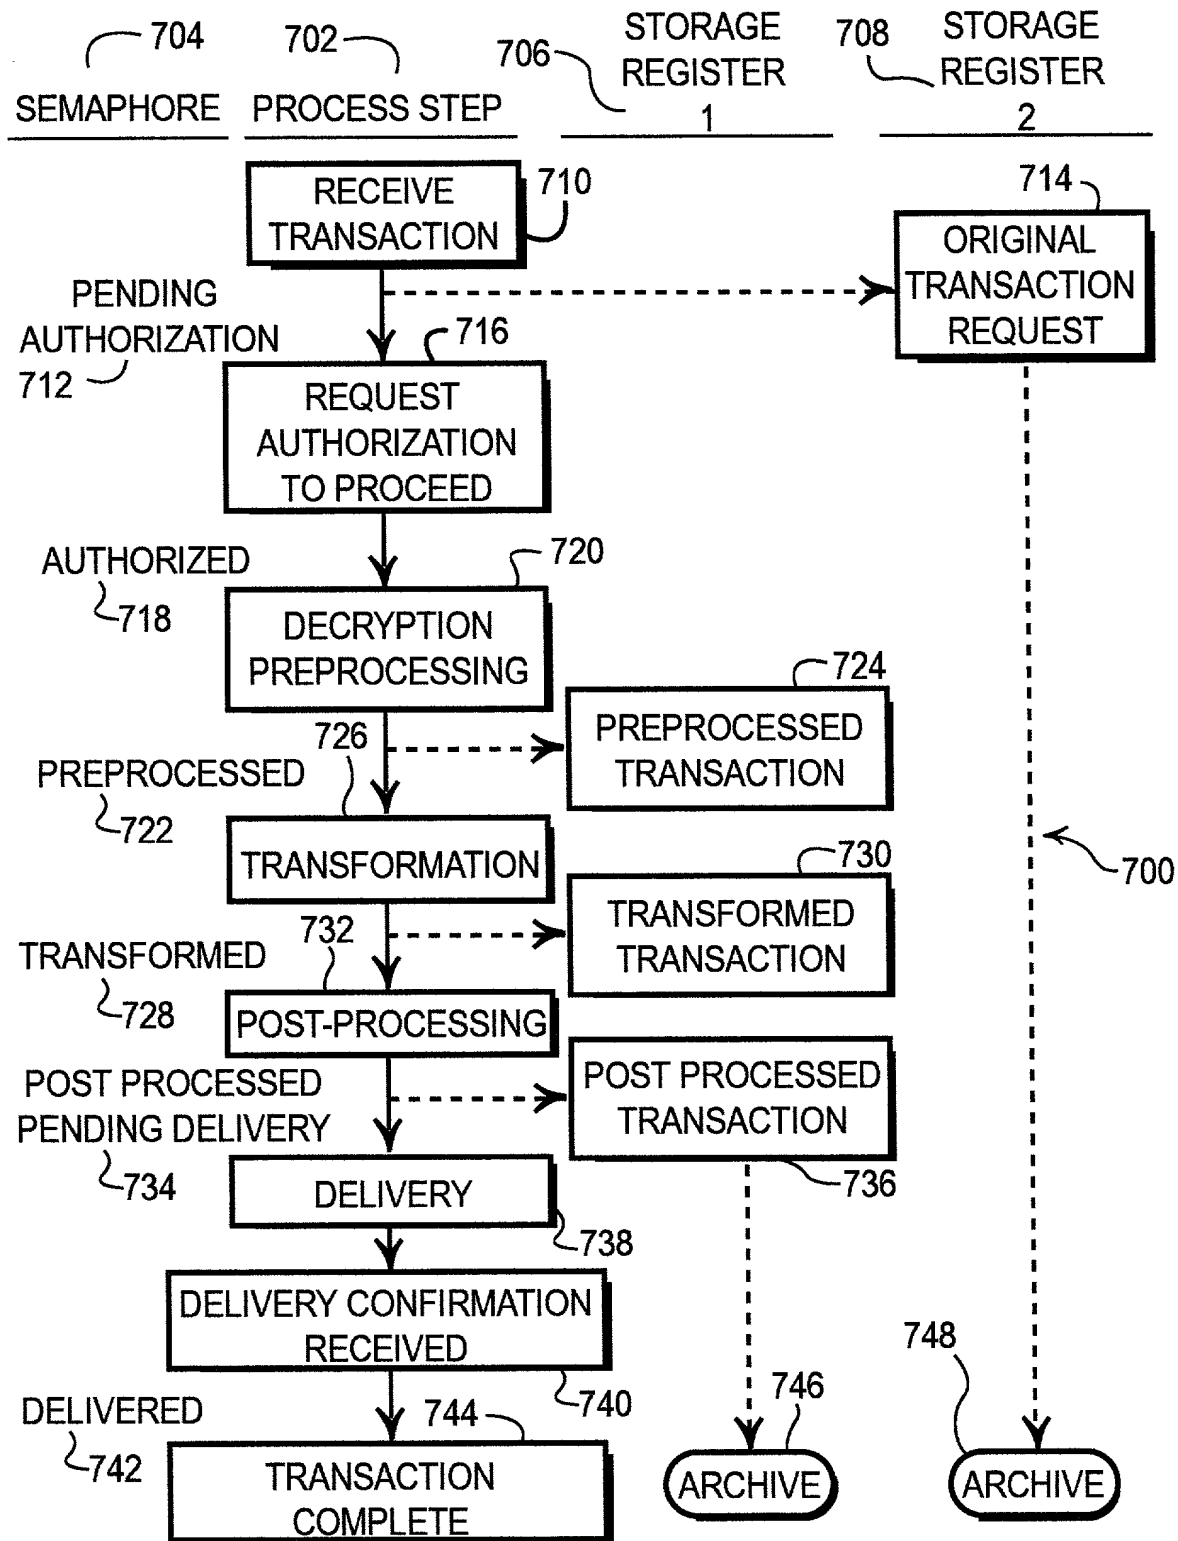 704
702
706
STORAGE
REGISTER
1
708
STORAGE
REGISTER
2
SEMAPHORE
PROCESS STEP
RECEIVE
TRANSACTION
710
714
ORIGINAL
TRANSACTION
REQUEST
PENDING
AUTHORIZATION
712
716
REQUEST
AUTHORIZATION
TO PROCEED
AUTHORIZED
718
720
DECRYPTION
PREPROCESSING
724
PREPROCESSED
TRANSACTION
726
PREPROCESSED
722
TRANSFORMATION
730
TRANSFORMED
TRANSACTION
700
732
TRANSFORMED
728
POST-PROCESSING
POST PROCESSED
TRANSACTION
736
POST PROCESSED
PENDING DELIVERY
734
DELIVERY
738
DELIVERY CONFIRMATION
RECEIVED
740
DELIVERED
742
744
TRANSACTION
COMPLETE
746
ARCHIVE
748
ARCHIVE